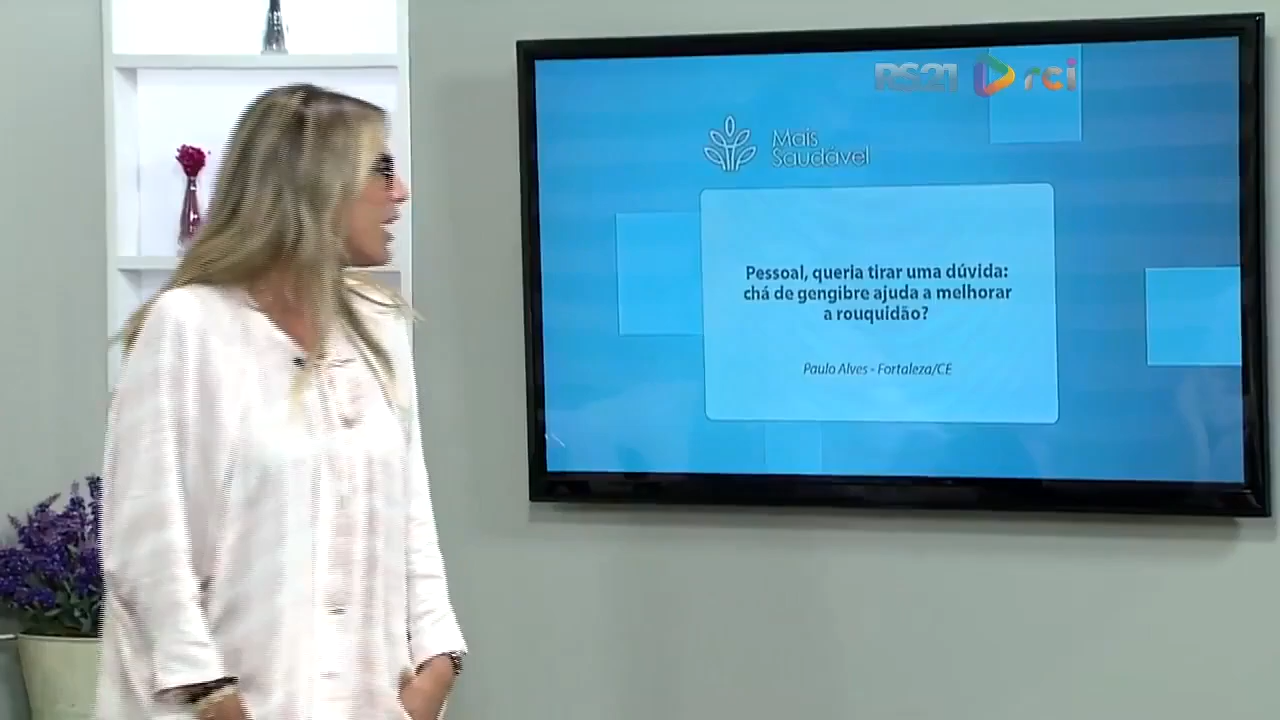 RS21 rci
Mais
Saudável
Pessoal, queria tirar uma dúvida:
chá de gengibre ajuda a melhorar
a rouquidão?
Paulo Alves - Fortaleza/CE